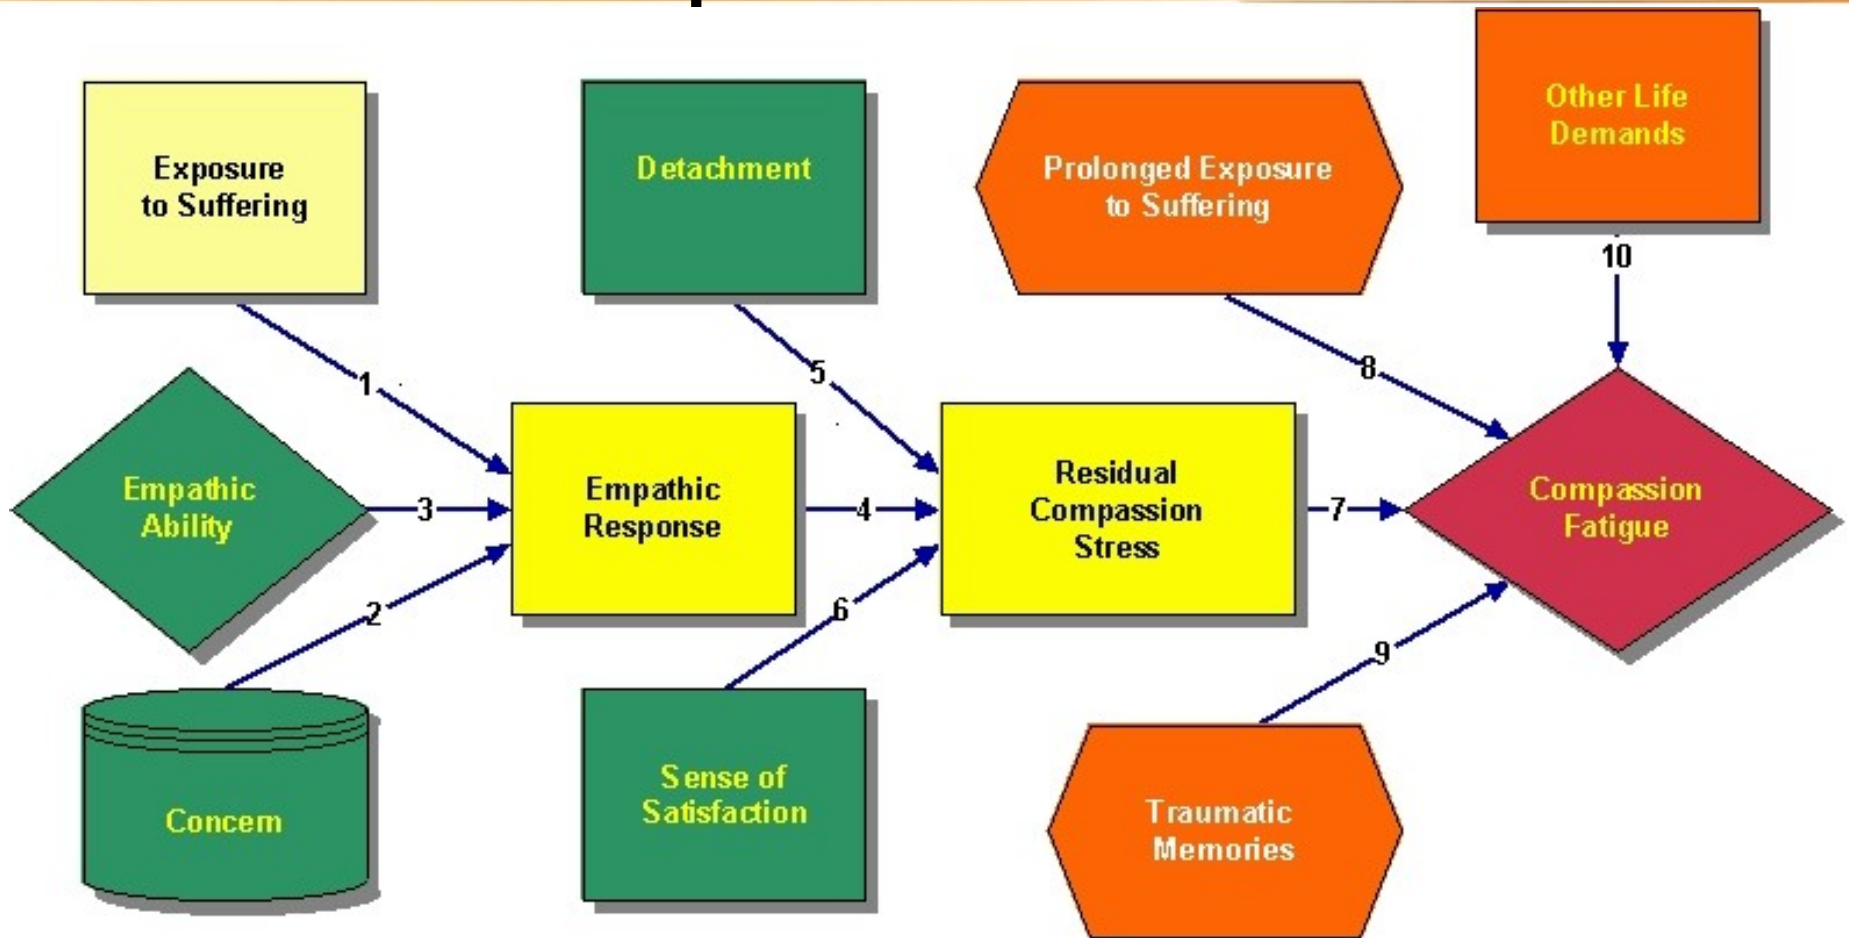 Exposure
to Suffering
Detachment
Prolonged Exposure
to Suffering
Other Life
Demands
10
1
5
8
Empathic
Ability
3
Empathic
Response
4
Residual
Compassion
Stress
7
Compassion
Fatigue
2
6
9
Concern
Sense of
Satisfaction
Traumatic
Memories